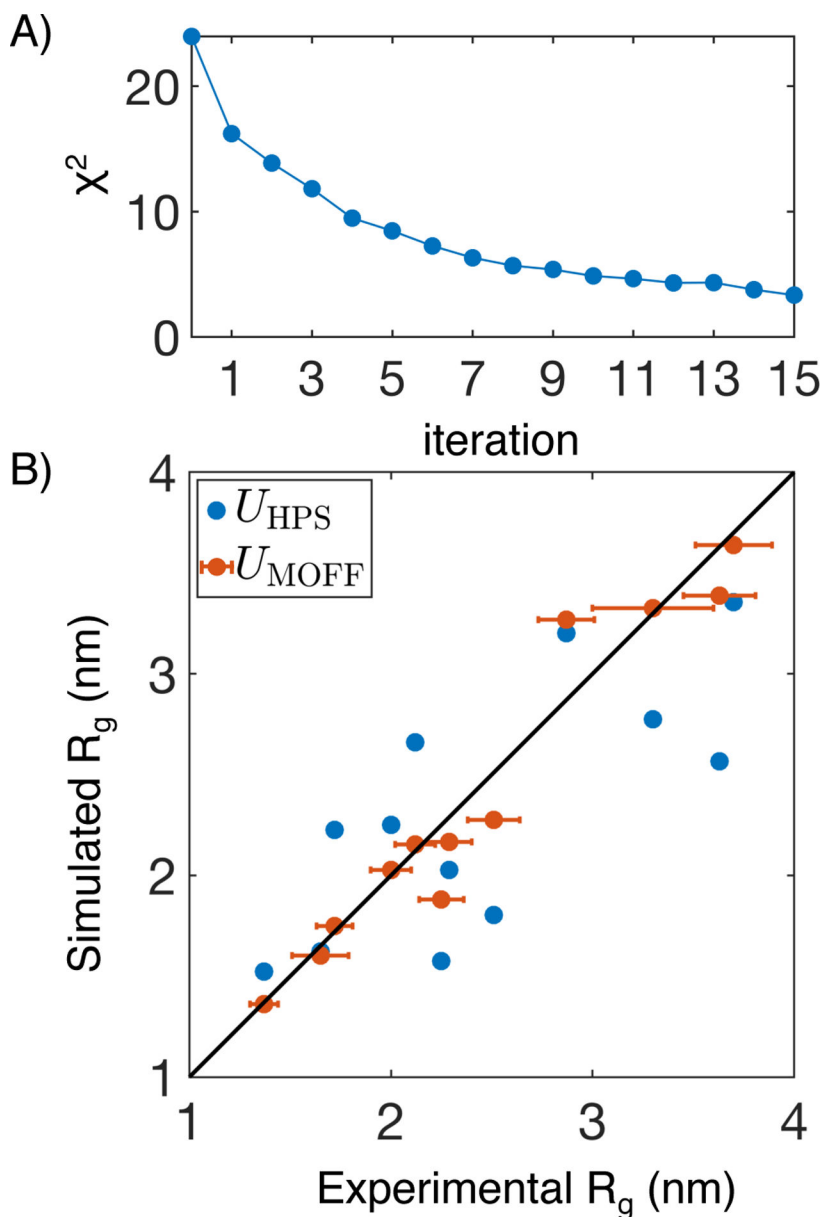 A)
20
10
0
χ²
1 3 5 7 9 11 13 15
iteration
B)
4
3
2
1
U_HPS
U_MOFF
Simulated R_g (nm)
1 2 3 4
Experimental R_g (nm)